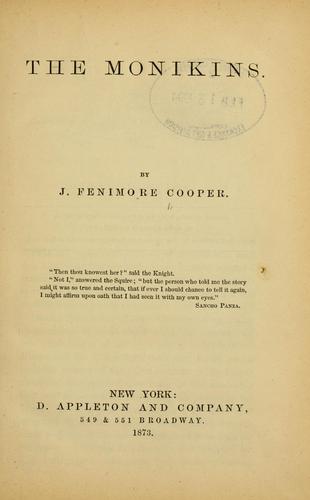 THE MONIKINS.
BY
J. FENIMORE COOPER.
"Then thou knowest her?" said the Knight.
"Not I," answered the Squire; "but the person who told me the story
said it was so true and certain, that if ever I should chance to tell it again,
I might affirm upon oath that I had seen it with my own eyes."
SANCHO PANZA.
NEW YORK:
D. APPLETON AND COMPANY,
549 & 551 BROADWAY.
1873.